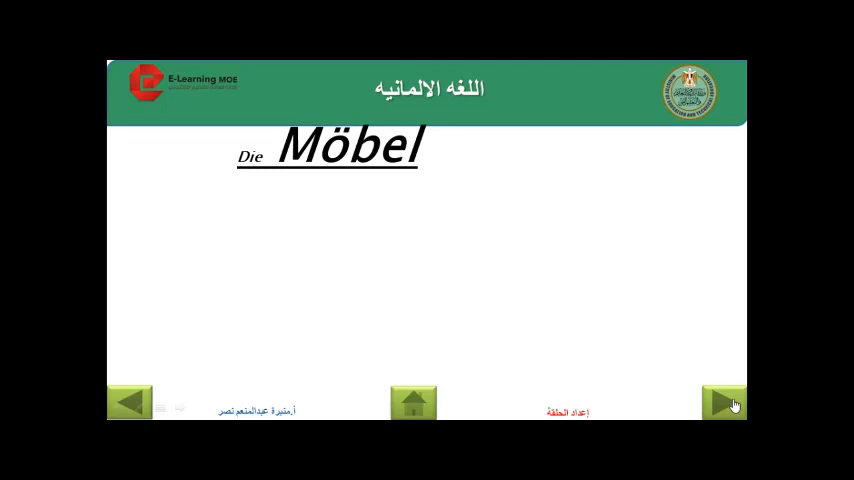 E-Learning MOE
اللغه الالمانيه
Die Möbel
أ.منيرة عبدالمنعم نصر
إعداد الحلقة